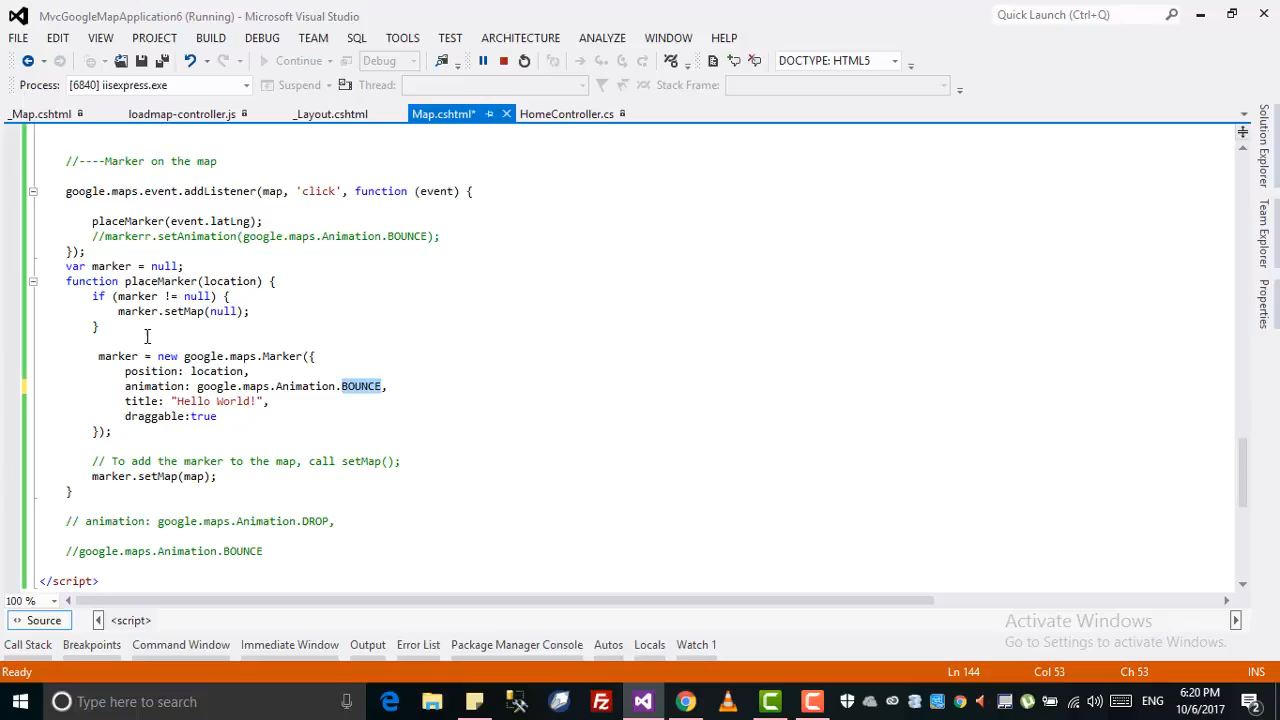 MvcGoogleMapApplication6 (Running) - Microsoft Visual Studio
Quick Launch (Ctrl+Q)
FILE EDIT VIEW PROJECT BUILD DEBUG TEAM SQL TOOLS TEST ARCHITECTURE ANALYZE WINDOW HELP
Continue Debug DOCTYPE: HTML5
Process: [6840] iisexpress.exe Suspend Thread: Stack Frame:
_Map.cshtml loadmap-controller.js _Layout.cshtml Map.cshtml* HomeController.cs
//----Marker on the map
google.maps.event.addListener(map, 'click', function (event) {
placeMarker(event.latLng);
//markerr.setAnimation(google.maps.Animation.BOUNCE);
});
var marker = null;
function placeMarker(location) {
if (marker != null) {
marker.setMap(null);
}
marker = new google.maps.Marker({
position: location,
animation: google.maps.Animation.BOUNCE,
title: "Hello World!",
draggable:true
});
// To add the marker to the map, call setMap();
marker.setMap(map);
}
// animation: google.maps.Animation.DROP,
//google.maps.Animation.BOUNCE
</script>
Solution Explorer
Team Explorer
Properties
100 %
Source <script>
Activate Windows
Go to Settings to activate Windows.
Call Stack Breakpoints Command Window Immediate Window Output Error List Package Manager Console Autos Locals Watch 1
Ready Ln 144 Col 53 Ch 53 INS
Type here to search
ENG
6:20 PM
10/6/2017
2